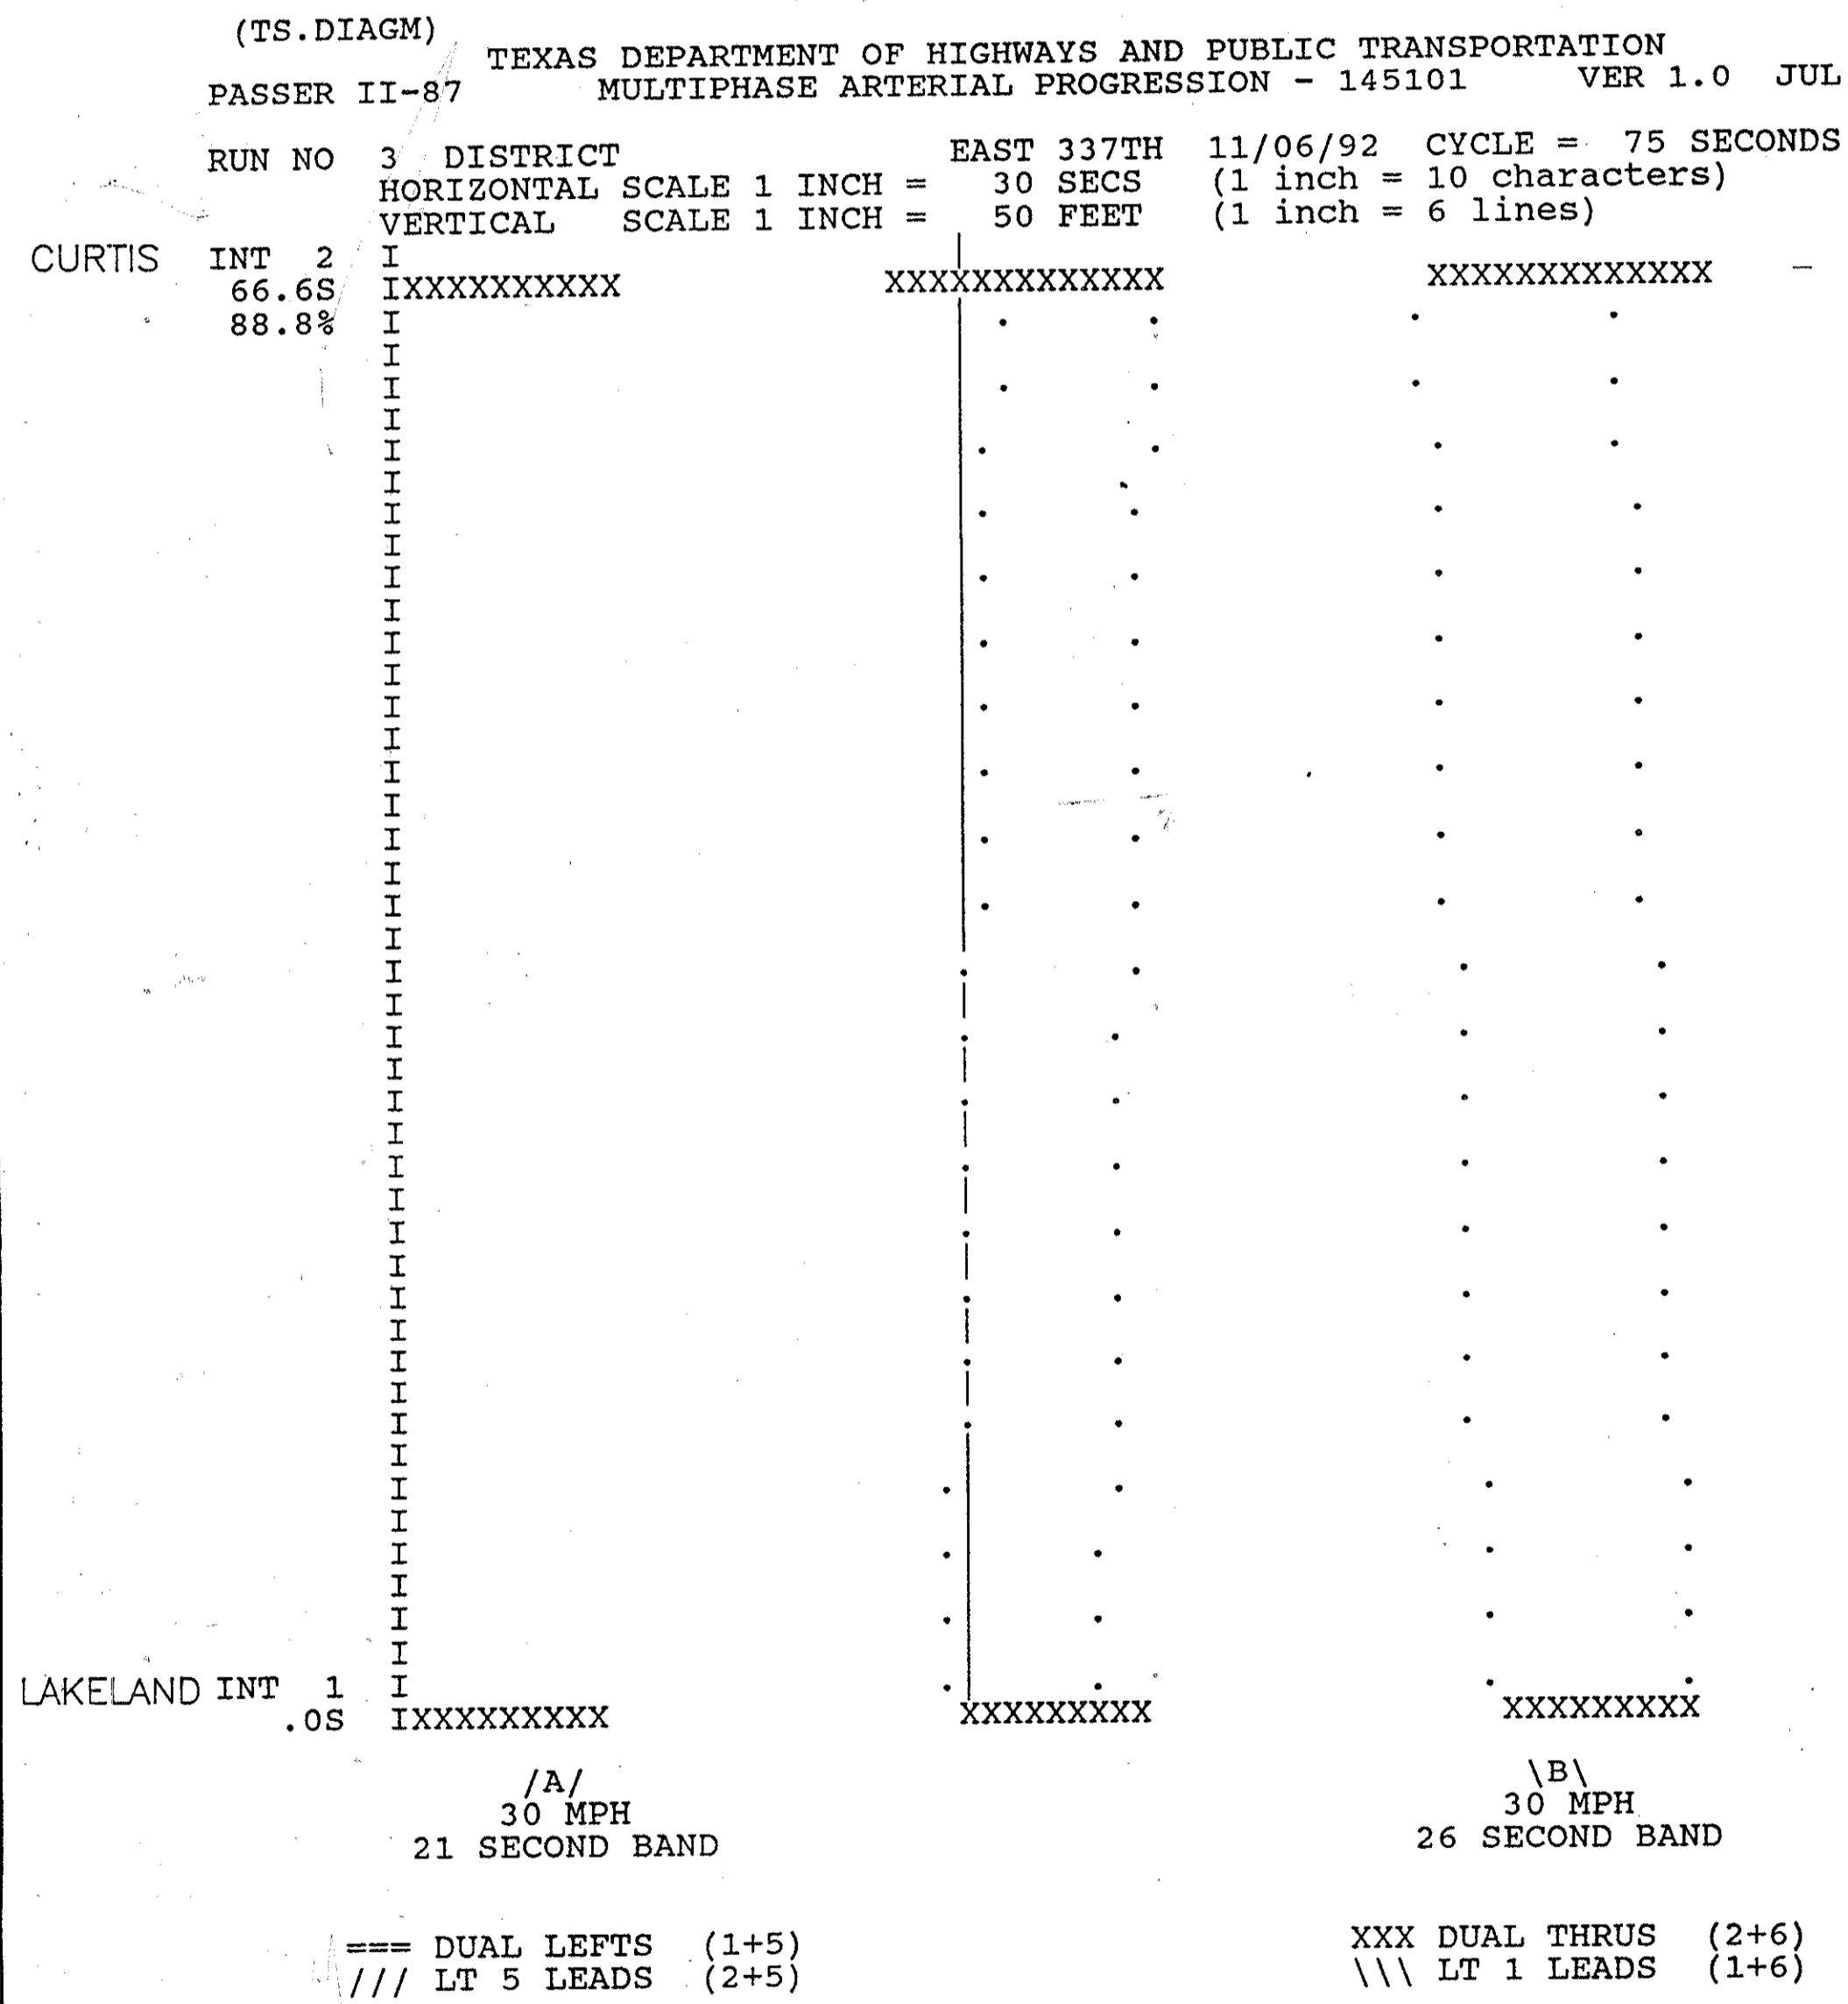 (TS.DIAGM)
TEXAS DEPARTMENT OF HIGHWAYS AND PUBLIC TRANSPORTATION
PASSER II-87 MULTIPHASE ARTERIAL PROGRESSION - 145101 VER 1.0 JUL
RUN NO 3 DISTRICT EAST 337TH 11/06/92 CYCLE = 75 SECONDS
HORIZONTAL SCALE 1 INCH = 30 SECS (1 inch = 10 characters)
VERTICAL SCALE 1 INCH = 50 FEET (1 inch = 6 lines)
CURTIS INT 2 I
66.6S IXXXXXXXXXX XXXXXXXXXXXXX XXXXXXXXXXXXX
88.8% I . . . .
I
I . . . .
I
I . . . .
I
I . . . .
I
I . . . .
I
I . . . .
I
I . . . .
I
I . . . .
I
I . . . .
I
I . . . .
I
I . . . .
I
I . . . .
I
I . . . .
I
I . . . .
I
I . . . .
I
I . . . .
I
I . . . .
I
I . . . .
I
I . . . .
I
I . . . .
I
I . . . .
I
LAKELAND INT 1 I . . . .
.0S IXXXXXXXXX XXXXXXXXX XXXXXXXXX
/A/ \B\
30 MPH 30 MPH
21 SECOND BAND 26 SECOND BAND
=== DUAL LEFTS (1+5) XXX DUAL THRUS (2+6)
/// LT 5 LEADS (2+5) \\\ LT 1 LEADS (1+6)